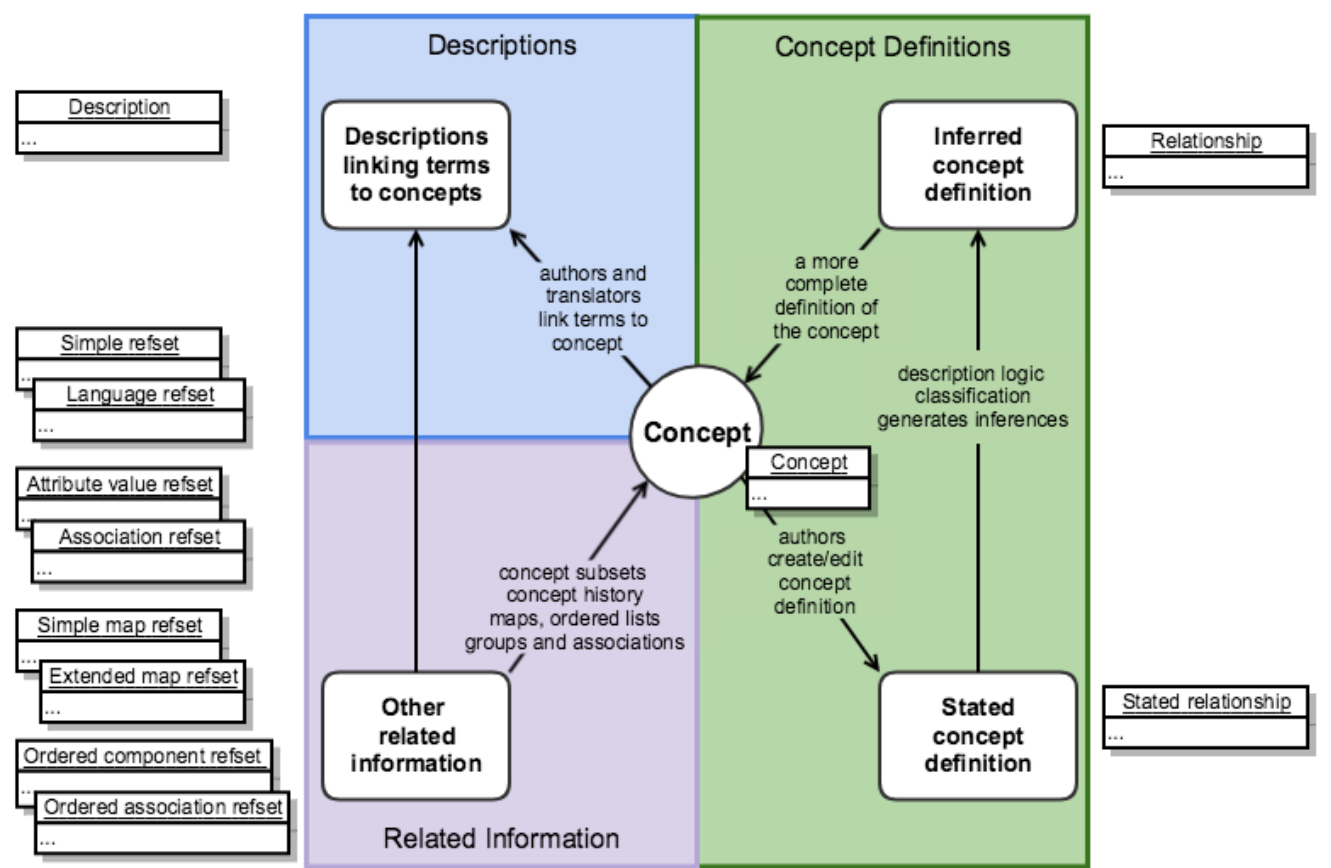 Descriptions
Concept Definitions
Description
...
Descriptions
linking terms
to concepts
Inferred
concept
definition
Relationship
...
authors and
translators
link terms to
concept
a more
complete
definition of
the concept
Simple refset
...
Language refset
...
description logic
classification
generates inferences
Concept
Concept
...
Attribute value refset
...
Association refset
...
authors
create/edit
concept
definition
concept subsets
concept history
maps, ordered lists
groups and associations
Simple map refset
...
Extended map refset
...
Other
related
information
Stated
concept
definition
Stated relationship
...
Ordered component refset
...
Ordered association refset
...
Related Information